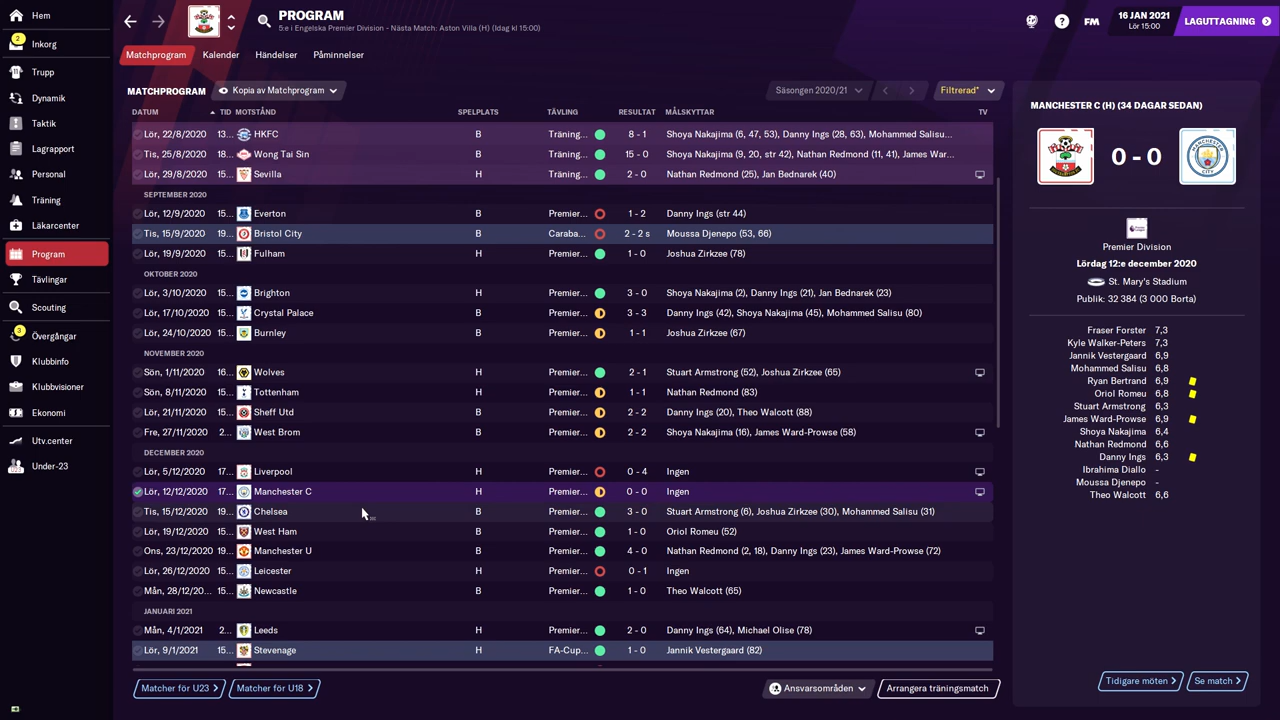 Hem
2
Inkorg
Trupp
Dynamik
Taktik
Lagrapport
Personal
Träning
Läkarcenter
Program
Tävlingar
Scouting
3
Övergångar
Klubbinfo
Klubbvisioner
Ekonomi
Utv.center
Under-23
PROGRAM
5:e i Engelska Premier Division - Nästa Match: Aston Villa (H) (Idag kl 15:00)
FM
16 JAN 2021
Lör 15:00
LAGUTTAGNING
Matchprogram Kalender Händelser Påminnelser
MATCHPROGRAM Kopia av Matchprogram Säsongen 2020/21 Filtrerad*
DATUM TID MOTSTÅND SPELPLATS TÄVLING RESULTAT MÅLSKYTTAR TV
Lör, 22/8/2020 13... HKFC B Träning... 8 - 1 Shoya Nakajima (6, 47, 53), Danny Ings (28, 63), Mohammed Salisu...
Tis, 25/8/2020 18... Wong Tai Sin B Träning... 15 - 0 Shoya Nakajima (9, 20, str 42), Nathan Redmond (11, 41), James War...
Lör, 29/8/2020 15... Sevilla H Träning... 2 - 0 Nathan Redmond (25), Jan Bednarek (40)
SEPTEMBER 2020
Lör, 12/9/2020 15... Everton B Premier... 1 - 2 Danny Ings (str 44)
Tis, 15/9/2020 19... Bristol City B Caraba... 2 - 2 s Moussa Djenepo (53, 66)
Lör, 19/9/2020 15... Fulham H Premier... 1 - 0 Joshua Zirkzee (78)
OKTOBER 2020
Lör, 3/10/2020 15... Brighton H Premier... 3 - 0 Shoya Nakajima (2), Danny Ings (21), Jan Bednarek (23)
Lör, 17/10/2020 15... Crystal Palace B Premier... 3 - 3 Danny Ings (42), Shoya Nakajima (45), Mohammed Salisu (80)
Lör, 24/10/2020 15... Burnley B Premier... 1 - 1 Joshua Zirkzee (67)
NOVEMBER 2020
Sön, 1/11/2020 16... Wolves H Premier... 2 - 1 Stuart Armstrong (52), Joshua Zirkzee (65)
Sön, 8/11/2020 15... Tottenham H Premier... 1 - 1 Nathan Redmond (83)
Lör, 21/11/2020 15... Sheff Utd B Premier... 2 - 2 Danny Ings (20), Theo Walcott (88)
Fre, 27/11/2020 2... West Brom B Premier... 2 - 2 Shoya Nakajima (16), James Ward-Prowse (58)
DECEMBER 2020
Lör, 5/12/2020 17... Liverpool H Premier... 0 - 4 Ingen
Lör, 12/12/2020 17... Manchester C H Premier... 0 - 0 Ingen
Tis, 15/12/2020 19... Chelsea B Premier... 3 - 0 Stuart Armstrong (6), Joshua Zirkzee (30), Mohammed Salisu (31)
Lör, 19/12/2020 15... West Ham B Premier... 1 - 0 Oriol Romeu (52)
Ons, 23/12/2020 19... Manchester U B Premier... 4 - 0 Nathan Redmond (2, 18), Danny Ings (23), James Ward-Prowse (72)
Lör, 26/12/2020 15... Leicester H Premier... 0 - 1 Ingen
Mån, 28/12/20... 15... Newcastle B Premier... 1 - 0 Theo Walcott (65)
JANUARI 2021
Mån, 4/1/2021 2... Leeds H Premier... 2 - 0 Danny Ings (64), Michael Olise (78)
Lör, 9/1/2021 15... Stevenage H FA-Cup... 1 - 0 Jannik Vestergaard (82)
Matcher för U23 Matcher för U18 Ansvarsområden Arrangera träningsmatch
MANCHESTER C (H) (34 DAGAR SEDAN)
0 - 0
Premier Division
Lördag 12:e december 2020
St. Mary's Stadium
Publik: 32 384 (3 000 Borta)
Fraser Forster 7,3
Kyle Walker-Peters 7,3
Jannik Vestergaard 6,9
Mohammed Salisu 6,8
Ryan Bertrand 6,9
Oriol Romeu 6,8
Stuart Armstrong 6,3
James Ward-Prowse 6,9
Shoya Nakajima 6,4
Nathan Redmond 6,6
Danny Ings 6,3
Ibrahima Diallo -
Moussa Djenepo -
Theo Walcott 6,6
Tidigare möten Se match